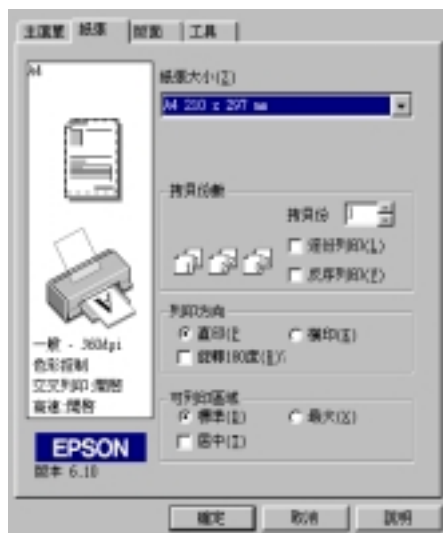 主選單 紙張 版面 工具
A4
紙張大小(Z)
A4 210 x 297 mm
拷貝份數
拷貝份 1
逐份列印(L)
反序列印(P)
列印方向
直印(P 橫印(E)
旋轉180度(R)
可列印區域
標準(D) 最大(X)
居中(I)
一般 - 360dpi
色彩控制
交叉列印:開啓
高速:開啓
EPSON
版本 6.10
確定 取消 說明